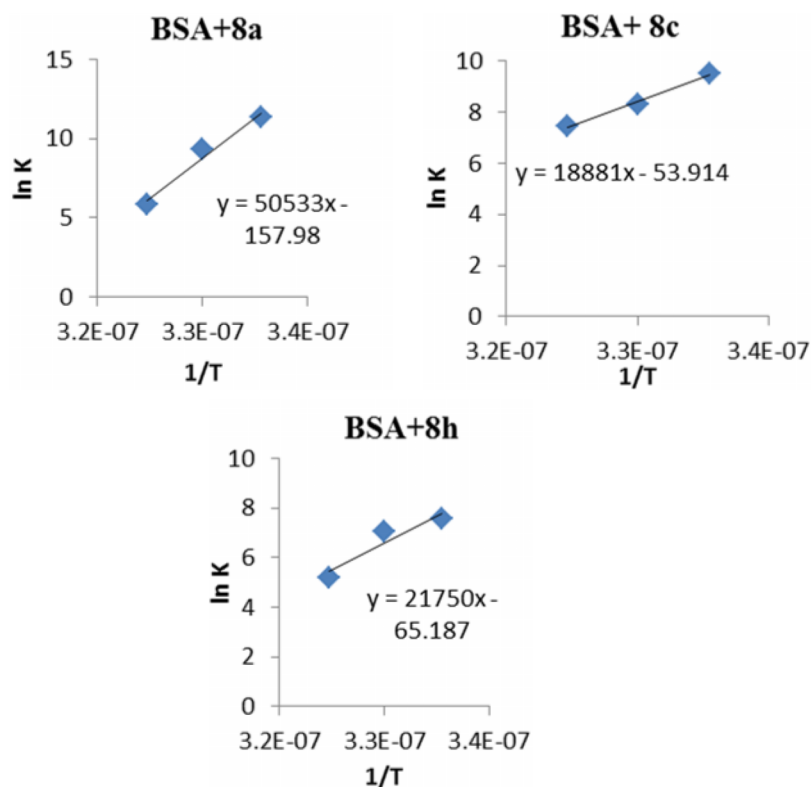 BSA+8a
15
10
5
0
ln K
y = 50533x -
157.98
3.2E-07 3.3E-07 3.4E-07
1/T
BSA+ 8c
10
8
6
4
2
0
ln K
y = 18881x - 53.914
3.2E-07 3.3E-07 3.4E-07
1/T
BSA+8h
10
8
6
4
2
0
ln K
y = 21750x -
65.187
3.2E-07 3.3E-07 3.4E-07
1/T